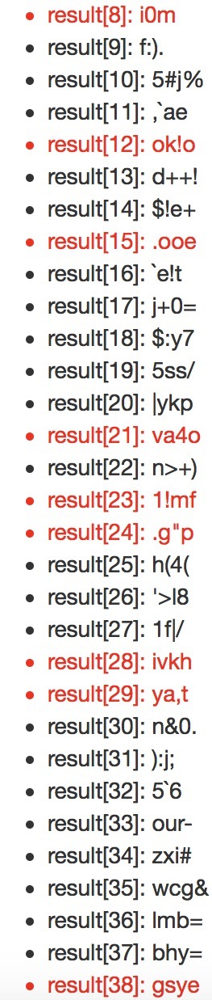 result[8]: i0m
result[9]: f:).
result[10]: 5#j%
result[11]: ,`ae
result[12]: ok!o
result[13]: d++!
result[14]: $!e+
result[15]: .ooe
result[16]: `e!t
result[17]: j+0=
result[18]: $:y7
result[19]: 5ss/
result[20]: |ykp
result[21]: va4o
result[22]: n>+)
result[23]: 1!mf
result[24]: .g"p
result[25]: h(4(
result[26]: '>l8
result[27]: 1f|/
result[28]: ivkh
result[29]: ya,t
result[30]: n&0.
result[31]: ):j;
result[32]: 5`6
result[33]: our-
result[34]: zxi#
result[35]: wcg&
result[36]: lmb=
result[37]: bhy=
result[38]: gsye